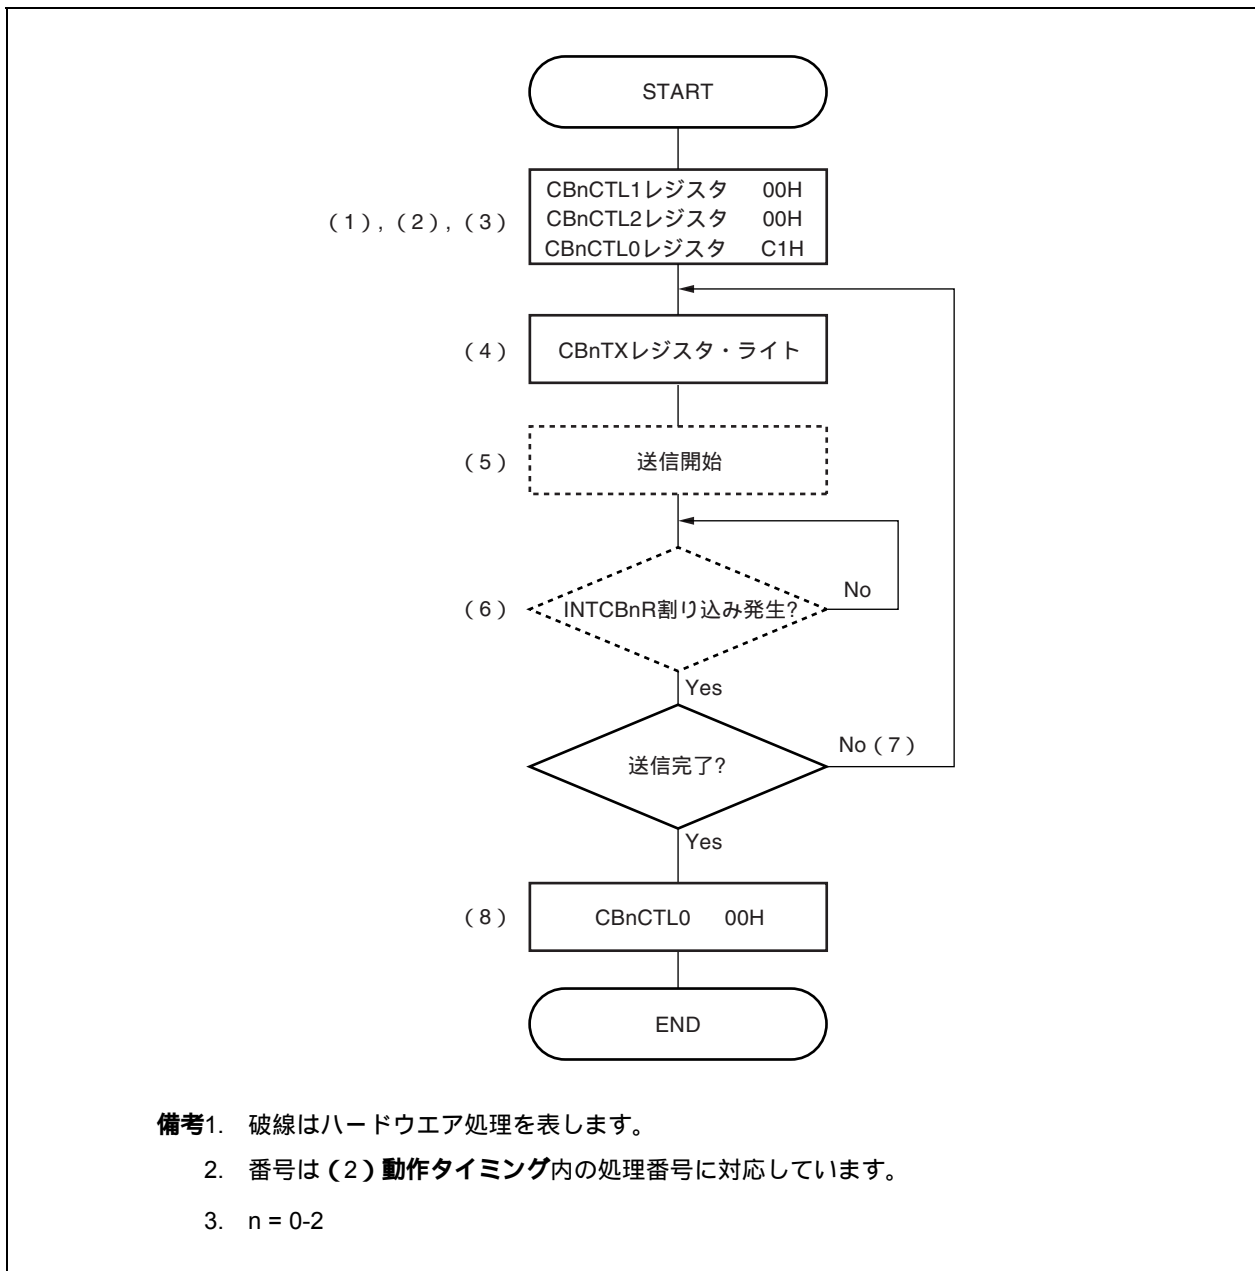 START
CBnCTL1レジスタ 00H
（1）,（2）,（3） CBnCTL2レジスタ 00H
CBnCTL0レジスタ C1H
（4） CBnTXレジスタ・ライト
（5） 送信開始
（6） INTCBnR割り込み発生? No
Yes
送信完了? No（7）
Yes
（8） CBnCTL0 00H
END
備考1. 破線はハードウエア処理を表します。
2. 番号は（2）動作タイミング内の処理番号に対応しています。
3. n = 0-2